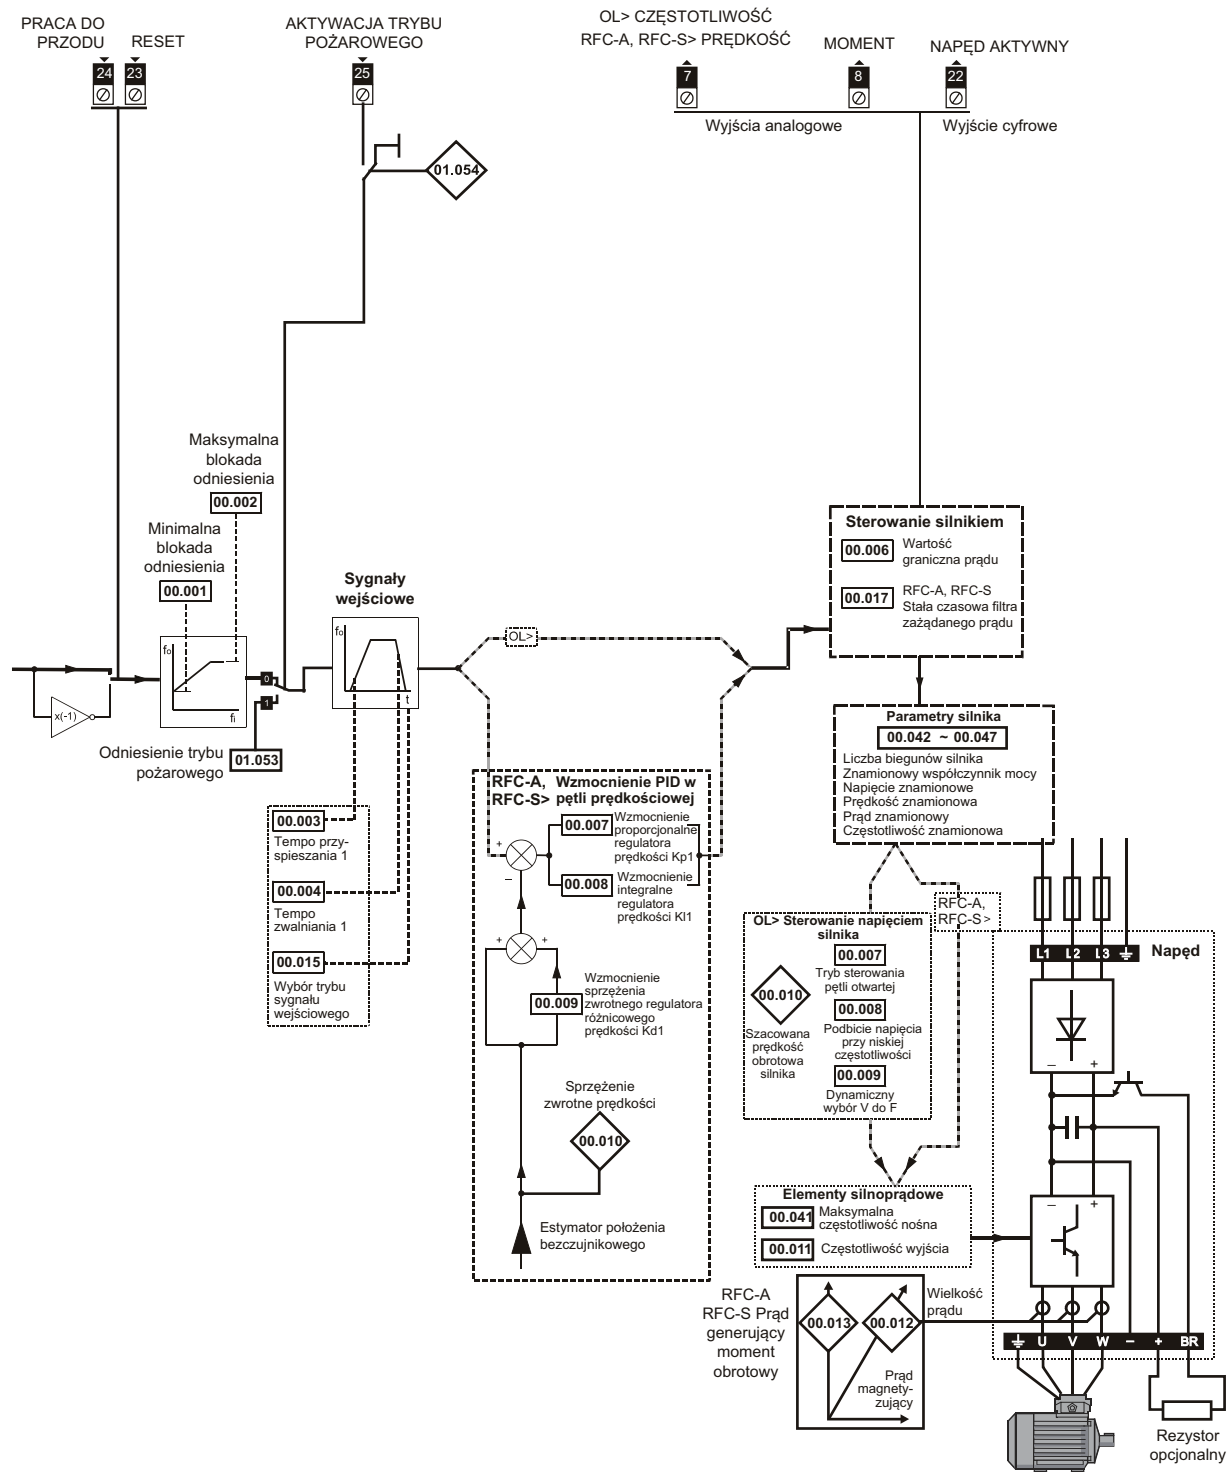 PRACA DO
PRZODU
RESET
AKTYWACJA TRYBU
POŻAROWEGO
OL> CZĘSTOTLIWOŚĆ
RFC-A, RFC-S> PRĘDKOŚĆ
MOMENT
NAPĘD AKTYWNY
24
23
25
7
8
22
Wyjścia analogowe
Wyjście cyfrowe
01.054
Maksymalna
blokada
odniesienia
00.002
Minimalna
blokada
odniesienia
00.001
Sygnały
wejściowe
fo
fi
fo
t
x(-1)
0
1
Odniesienie trybu
pożarowego
01.053
OL>
Sterowanie silnikiem
00.006
Wartość
graniczna prądu
00.017
RFC-A, RFC-S
Stała czasowa filtra
zażądanego prądu
Parametry silnika
00.042 ~ 00.047
Liczba biegunów silnika
Znamionowy współczynnik mocy
Napięcie znamionowe
Prędkość znamionowa
Prąd znamionowy
Częstotliwość znamionowa
00.003
Tempo przy-
spieszania 1
00.004
Tempo
zwalniania 1
00.015
Wybór trybu
sygnału
wejściowego
RFC-A, Wzmocnienie PID w
RFC-S> pętli prędkościowej
00.007
Wzmocnienie
proporcjonalne
regulatora
prędkości Kp1
00.008
Wzmocnienie
integralne
regulatora
prędkości KI1
+
–
+
+
00.009
Wzmocnienie
sprzężenia
zwrotnego regulatora
różnicowego
prędkości Kd1
Sprzężenie
zwrotne prędkości
00.010
Estymator położenia
bezczujnikowego
RFC-A,
RFC-S>
OL> Sterowanie napięciem
silnika
00.007
Tryb sterowania
pętli otwartej
00.010
Szacowana
prędkość
obrotowa
silnika
00.008
Podbicie napięcia
przy niskiej
częstotliwości
00.009
Dynamiczny
wybór V do F
Elementy silnoprądowe
00.041
Maksymalna
częstotliwość nośna
00.011
Częstotliwość wyjścia
RFC-A
RFC-S Prąd
generujący
moment
obrotowy
00.013
00.012
Prąd
magnety-
zujący
Wielkość
prądu
L1 L2 L3
Napęd
– +
– +
U V W – + BR
Rezystor
opcjonalny